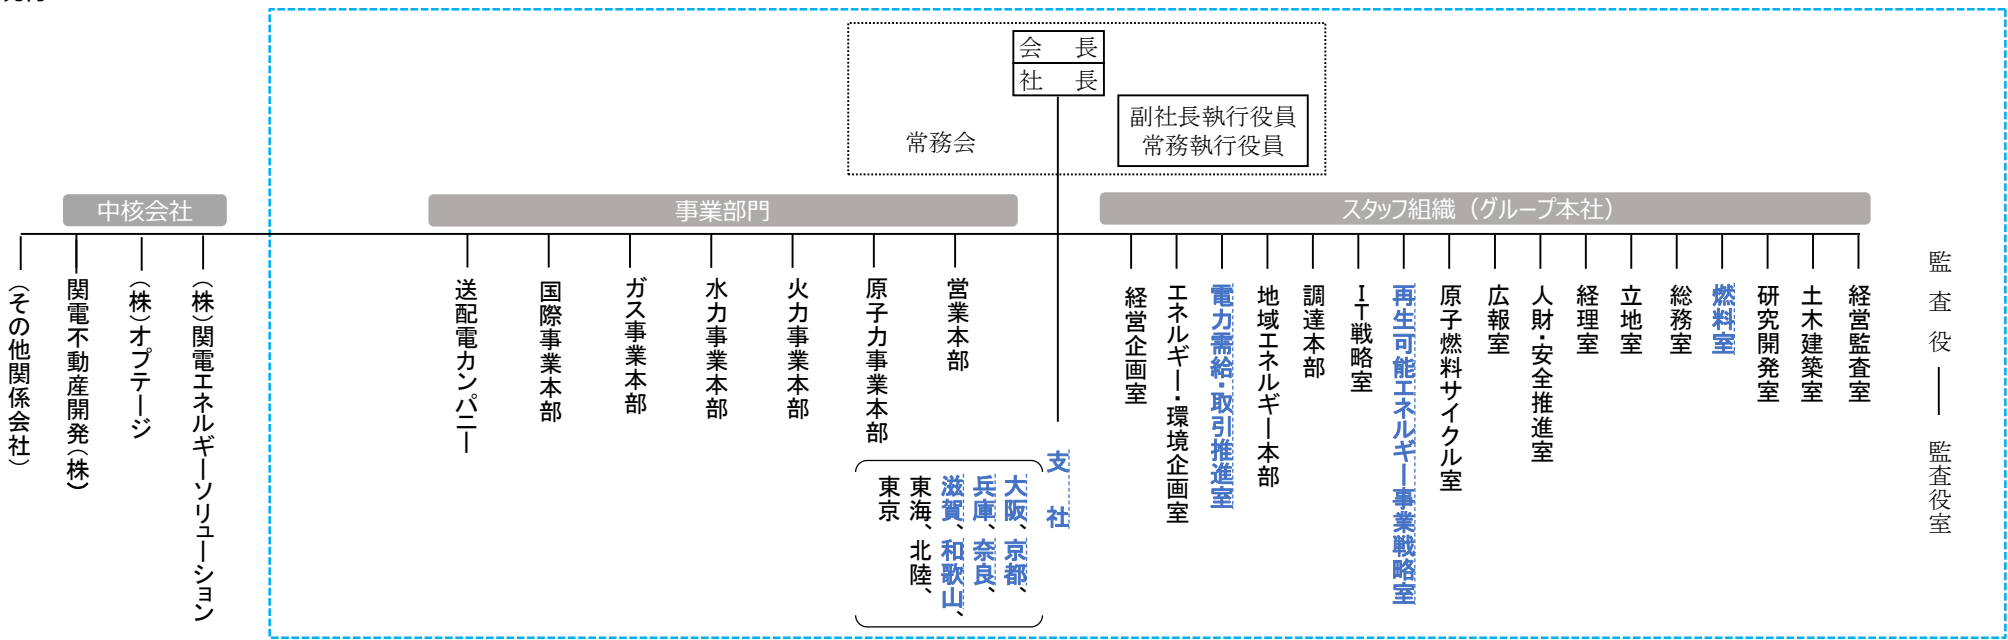 会 長
社 長
副社長執行役員
常務執行役員
常務会
中核会社
事業部門
スタッフ組織（グループ本社）
（その他関係会社）
関電不動産開発（株）
（株）オプテージ
（株）関電エネルギーソリューション
送配電カンパニー
国際事業本部
ガス事業本部
水力事業本部
火力事業本部
原子力事業本部
営業本部
支 社
大阪、京都、
兵庫、奈良、
滋賀、和歌山、
東海、北陸、
東京
経営企画室
エネルギー・環境企画室
電力需給・取引推進室
地域エネルギー本部
調達本部
IT戦略室
再生可能エネルギー事業戦略室
原子燃料サイクル室
広報室
人財・安全推進室
経理室
立地室
総務室
燃料室
研究開発室
土木建築室
経営監査室
監査役
監査役室